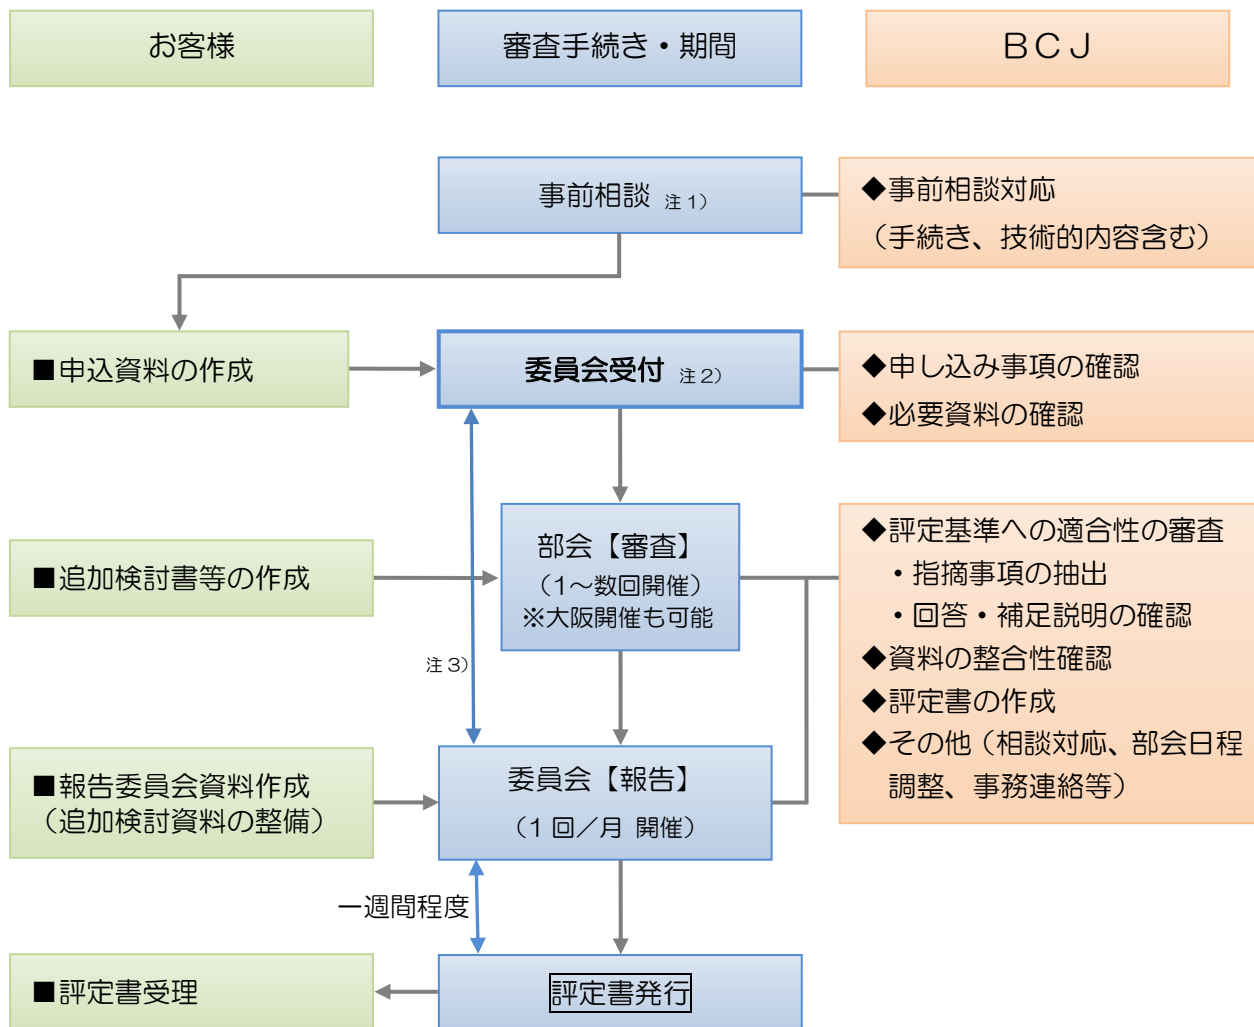 お客様
審査手続き・期間
ＢＣＪ
事前相談 注１）
◆事前相談対応
（手続き、技術的内容含む）
■申込資料の作成
委員会受付 注２）
◆申し込み事項の確認
◆必要資料の確認
■追加検討書等の作成
部会【審査】
（１～数回開催）
※大阪開催も可能
◆評定基準への適合性の審査
・指摘事項の抽出
・回答・補足説明の確認
◆資料の整合性確認
◆評定書の作成
◆その他（相談対応、部会日程
調整、事務連絡等）
注３）
■報告委員会資料作成
（追加検討資料の整備）
委員会【報告】
（１回／月 開催）
一週間程度
■評定書受理
評定書発行